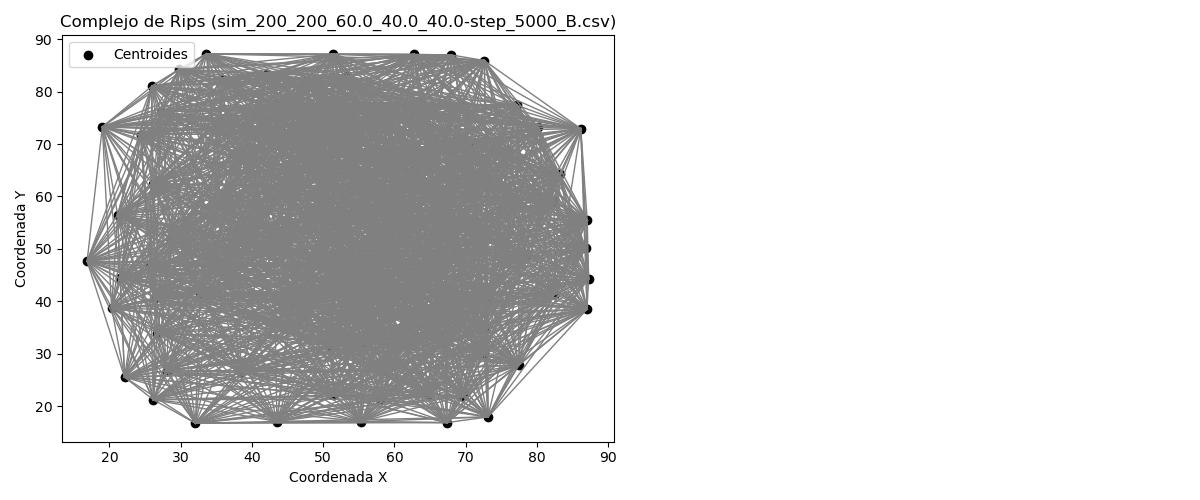 Complejo de Rips (sim_200_200_60.0_40.0_40.0-step_5000_B.csv)
Centroides
Coordenada Y
90
80
70
60
50
40
30
20
20 30 40 50 60 70 80 90
Coordenada X